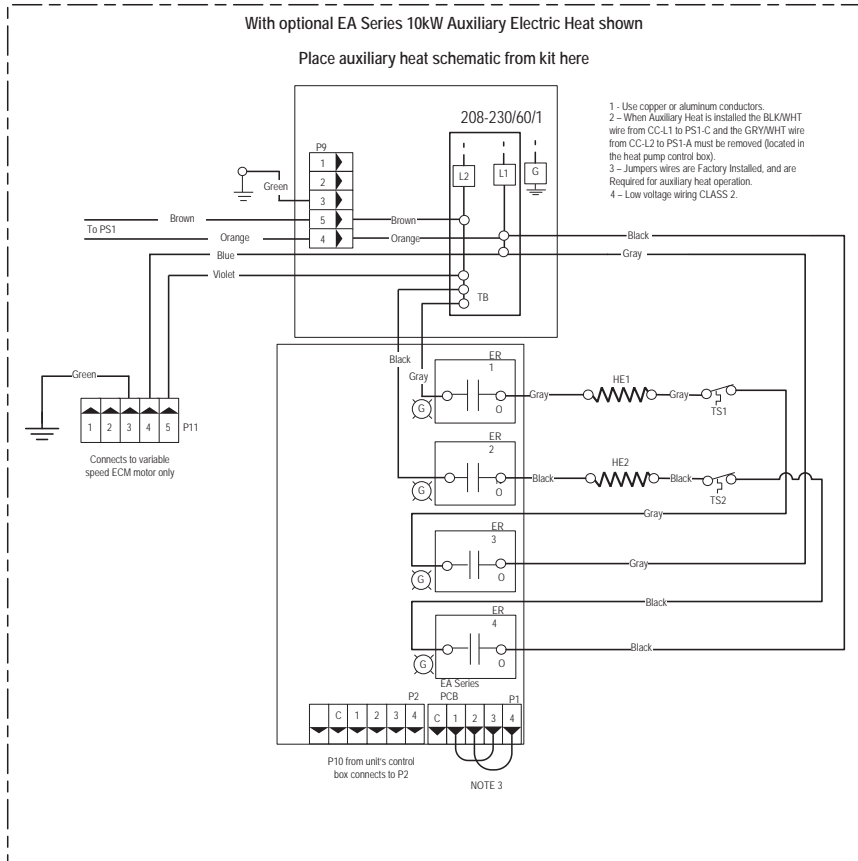 With optional EA Series 10kW Auxiliary Electric Heat shown
Place auxiliary heat schematic from kit here
208-230/60/1
1 - Use copper or aluminum conductors.
2 – When Auxiliary Heat is installed the BLK/WHT
wire from CC-L1 to PS1-C and the GRY/WHT wire
from CC-L2 to PS1-A must be removed (located in
the heat pump control box).
3 – Jumpers wires are Factory Installed, and are
Required for auxiliary heat operation.
4 – Low voltage wiring CLASS 2.
P9
1
2
3
5
4
Green
L2
L1
G
Brown
Brown
To PS1
Orange
Orange
Black
Blue
Gray
Violet
TB
Black
Gray
Green
1 2 3 4 5 P11
Connects to variable
speed ECM motor only
ER
1
G
O
Gray
HE1
Gray
TS1
ER
2
G
O
Black
HE2
Black
TS2
Gray
ER
3
G
O
Gray
Black
ER
4
G
O
Black
EA Series
PCB
P2
P1
C 1 2 3 4
C 1 2 3 4
P10 from unit's control
box connects to P2
NOTE 3